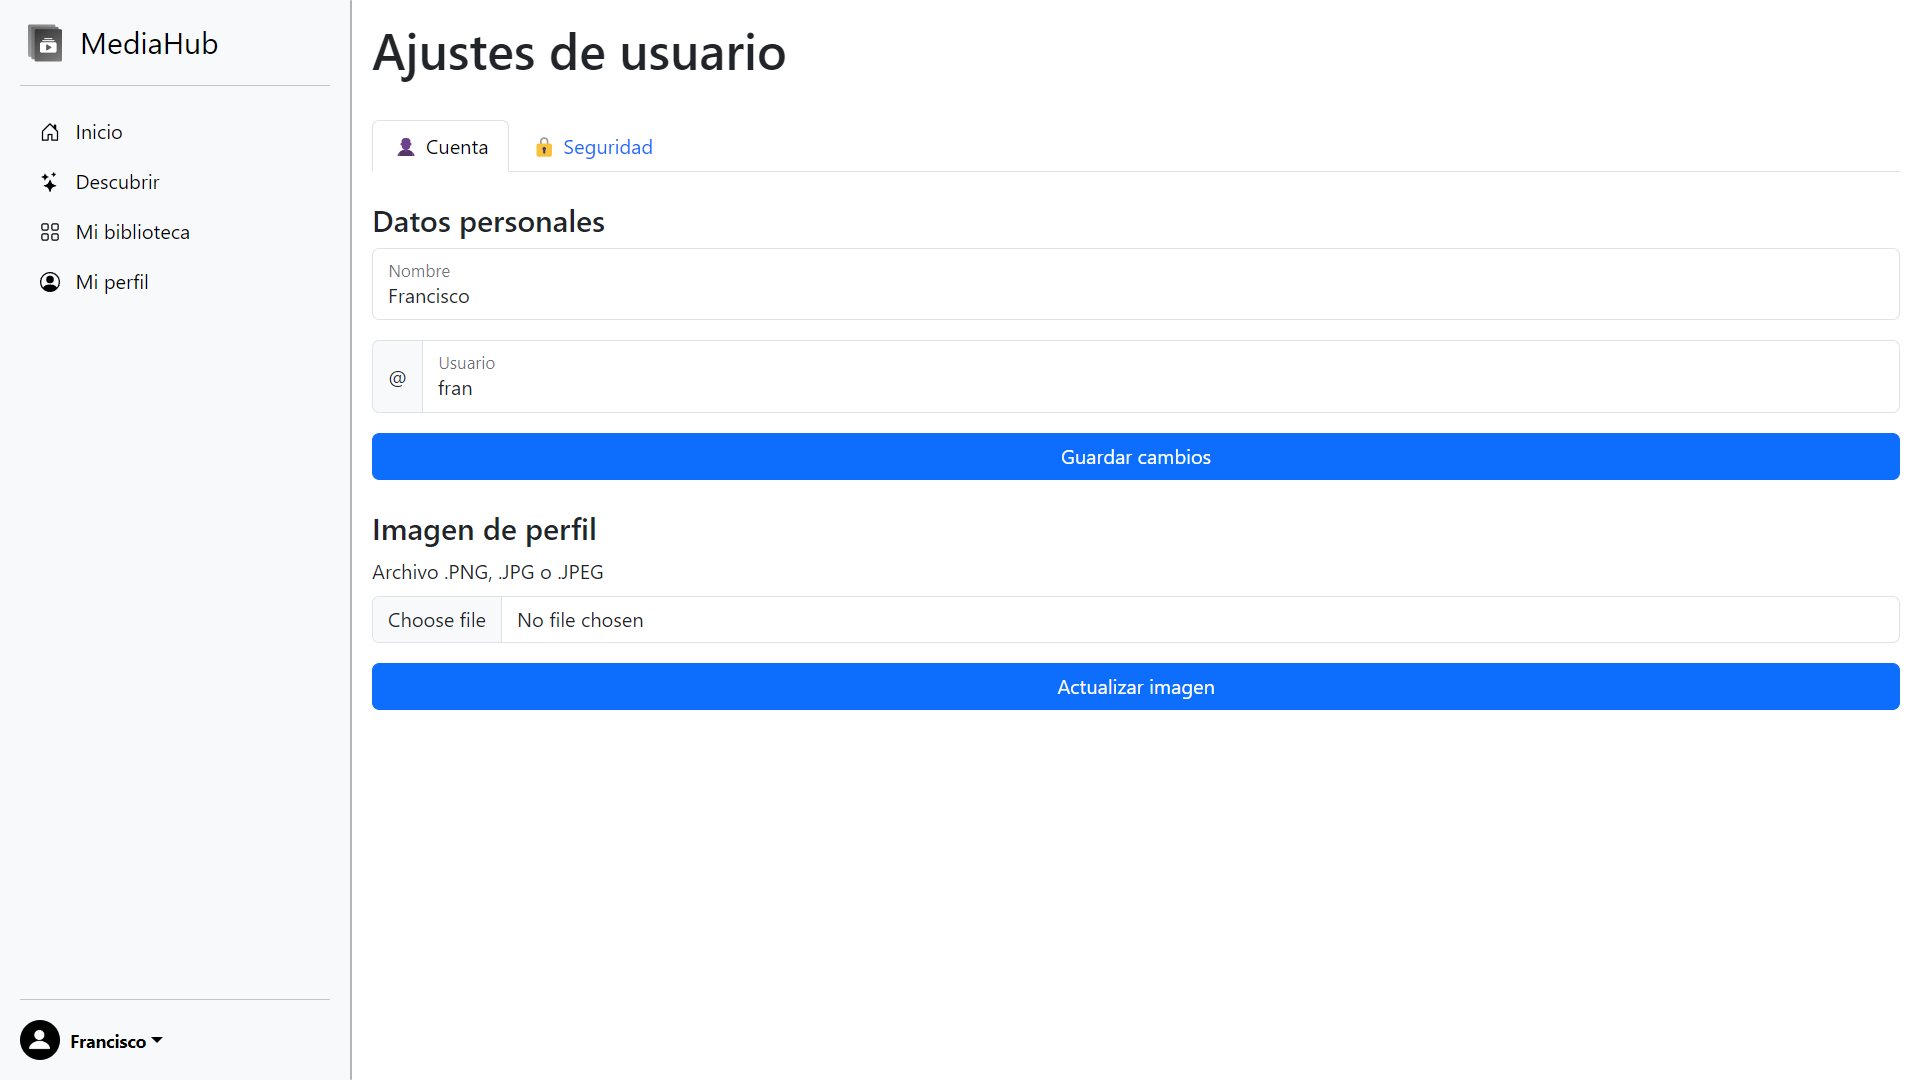 MediaHub
Inicio
Descubrir
Mi biblioteca
Mi perfil
Francisco
Ajustes de usuario
Cuenta
Seguridad
Datos personales
Nombre
Francisco
@
Usuario
fran
Guardar cambios
Imagen de perfil
Archivo .PNG, .JPG o .JPEG
Choose file No file chosen
Actualizar imagen